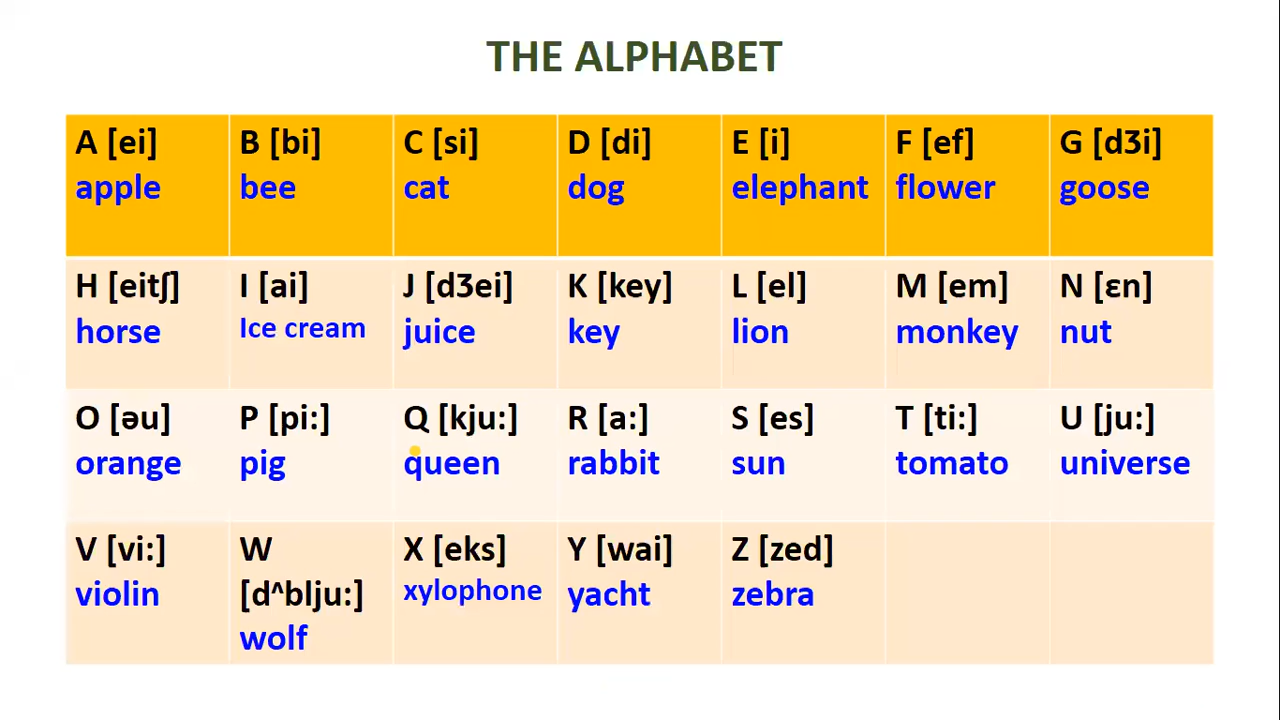 THE ALPHABET
A [ei]
apple
B [bi]
bee
C [si]
cat
D [di]
dog
E [i]
elephant
F [ef]
flower
G [dƷi]
goose
H [eitʃ]
horse
I [ai]
Ice cream
J [dƷei]
juice
K [key]
key
L [el]
lion
M [em]
monkey
N [ɛn]
nut
O [əu]
orange
P [pi:]
pig
Q [kju:]
queen
R [a:]
rabbit
S [es]
sun
T [ti:]
tomato
U [ju:]
universe
V [vi:]
violin
W
[d^blju:]
wolf
X [eks]
xylophone
Y [wai]
yacht
Z [zed]
zebra